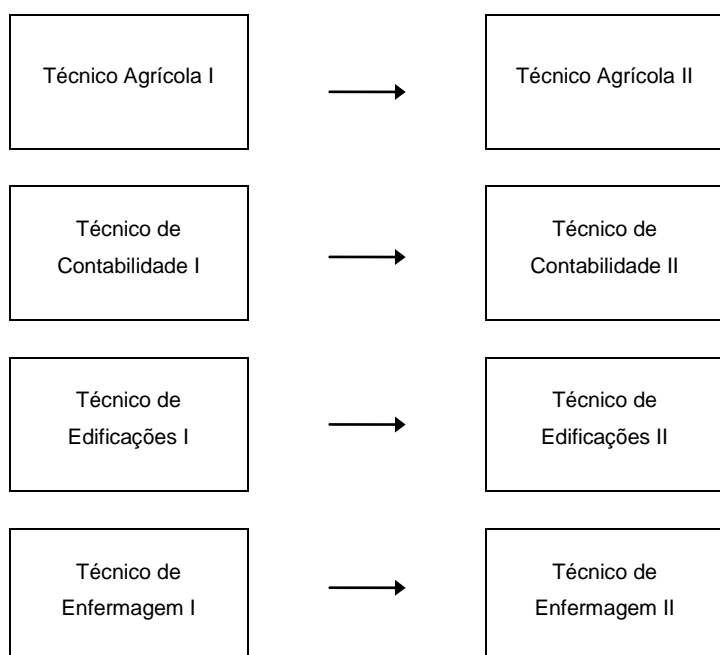 Técnico Agrícola I
Técnico Agrícola II
Técnico de
Contabilidade I
Técnico de
Contabilidade II
Técnico de
Edificações I
Técnico de
Edificações II
Técnico de
Enfermagem I
Técnico de
Enfermagem II